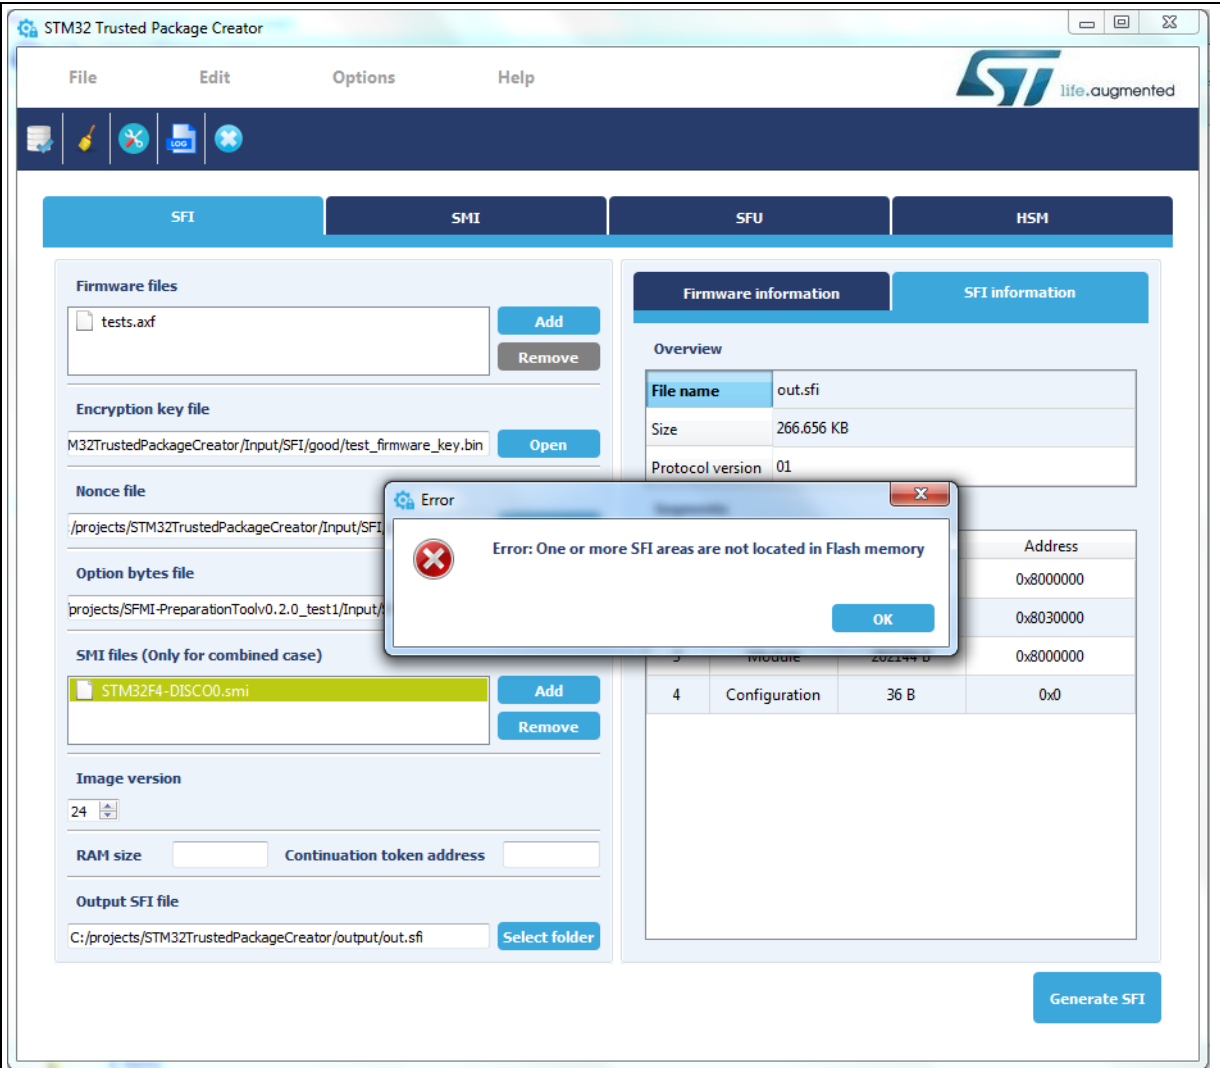 STM32 Trusted Package Creator
File Edit Options Help
life.augmented
LOG
SFI SMI SFU HSM
Firmware files
tests.axf
Add
Remove
Encryption key file
M32TrustedPackageCreator/Input/SFI/good/test_firmware_key.bin
Open
Nonce file
:/projects/STM32TrustedPackageCreator/Input/SFI
Option bytes file
projects/SFMI-PreparationToolv0.2.0_test1/Input/
SMI files (Only for combined case)
STM32F4-DISCO0.smi
Add
Remove
Image version
24
RAM size Continuation token address
Output SFI file
C:/projects/STM32TrustedPackageCreator/output/out.sfi
Select folder
Firmware information SFI information
Overview
File name out.sfi
Size 266.656 KB
Protocol version 01
Segments
Address
0x8000000
0x8030000
3 Module 202144 B 0x8000000
4 Configuration 36 B 0x0
Error
Error: One or more SFI areas are not located in Flash memory
OK
Generate SFI